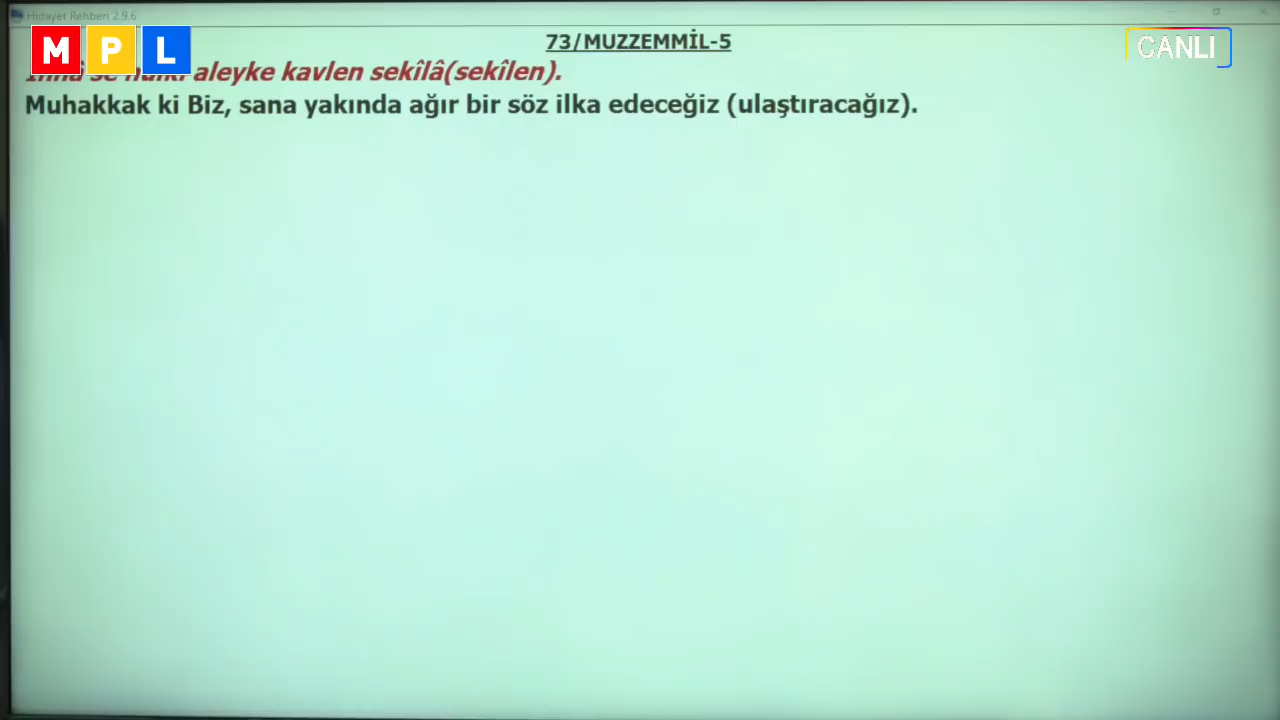 Hidayet Rehberi 2.9.6
MPL
CANLI
73/MUZZEMMİL-5
aleyke kavlen sekîlâ(sekîlen).
Muhakkak ki Biz, sana yakında ağır bir söz ilka edeceğiz (ulaştıracağız).